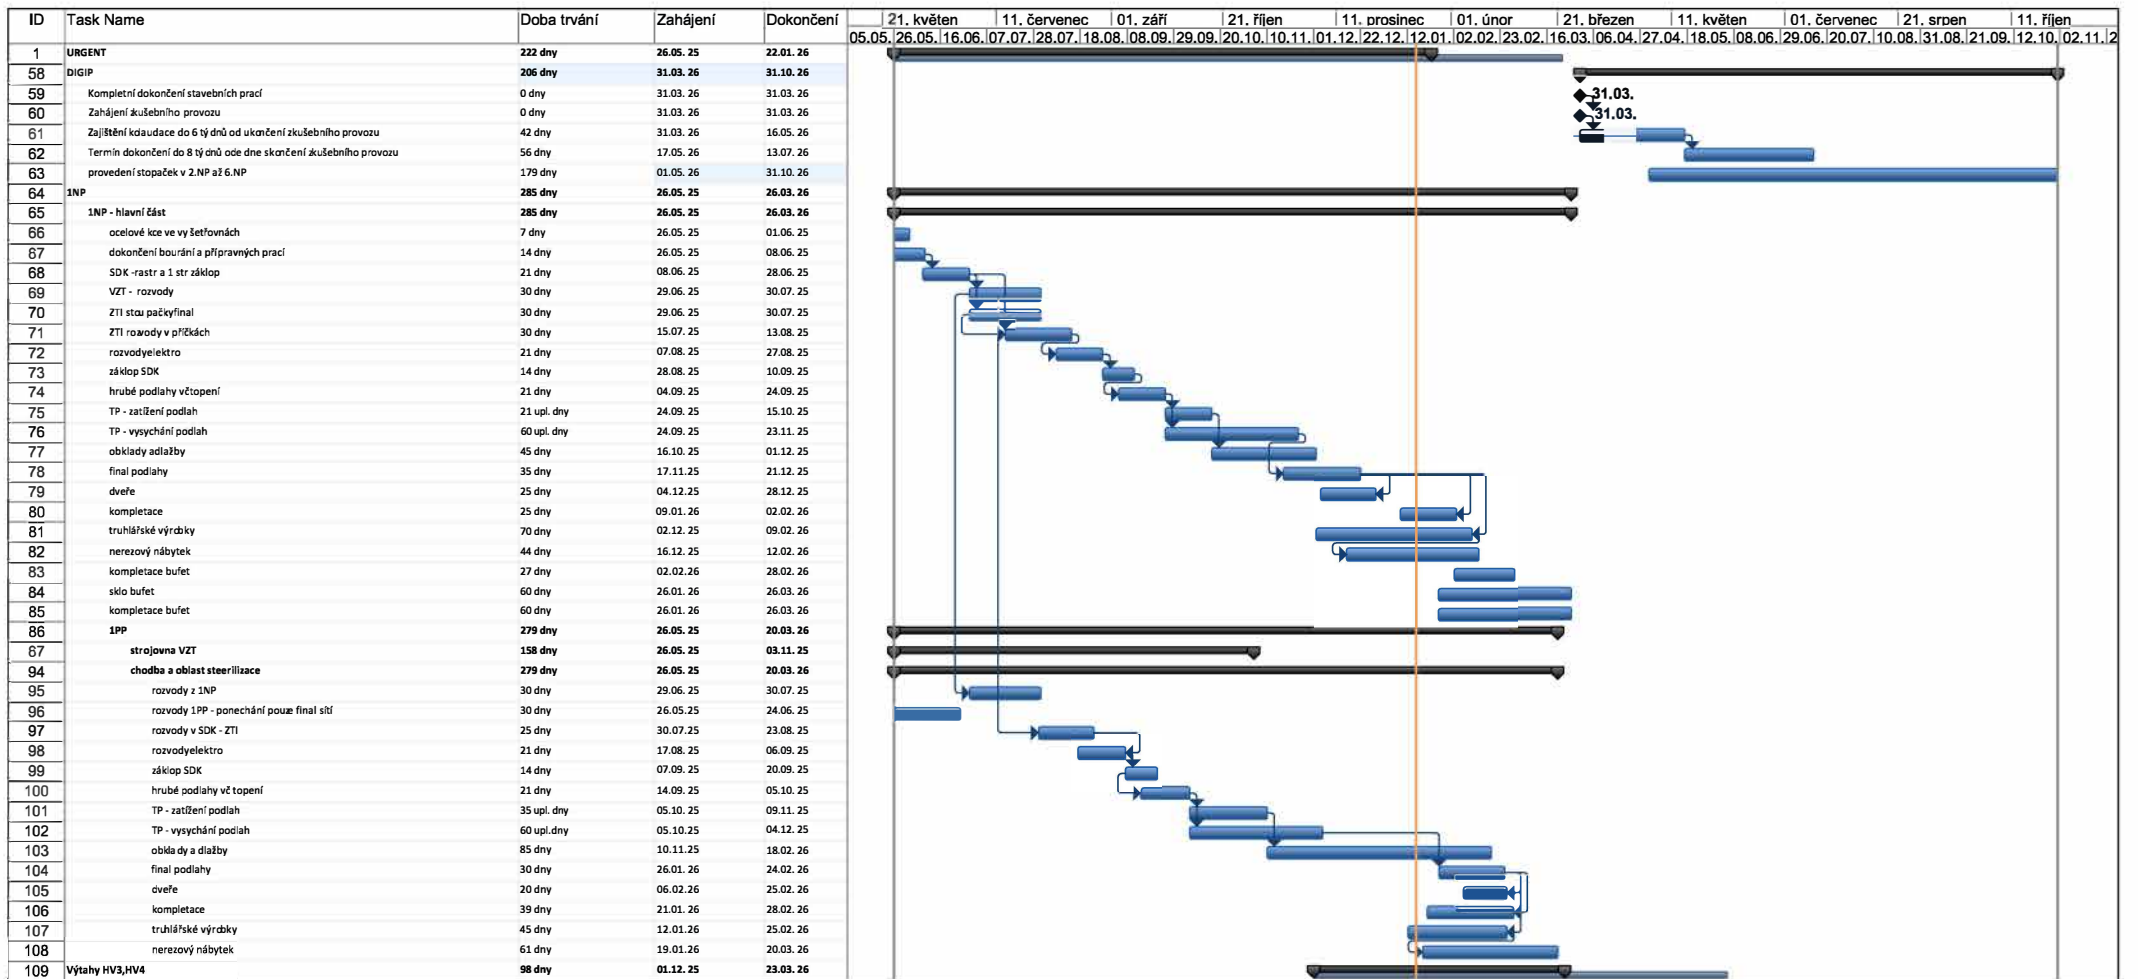 ID Task Name Doba trvání Zahájení Dokončení 21. květen 11. červenec 01. září 21. říjen 11. prosinec 01. únor 21. březen 11. květen 01. červenec 21. srpen 11. říjen
05.05. 26.05. 16.06. 07.07. 28.07. 18.08. 08.09. 29.09. 20.10. 10.11. 01.12. 22.12. 12.01. 02.02. 23.02. 16.03. 06.04. 27.04. 18.05. 08.06. 29.06. 20.07. 10.08. 31.08. 21.09. 12.10. 02.11. 2
1 URGENT 222 dny 26.05. 25 22.01. 26
58 DIGIP 206 dny 31.03. 26 31.10. 26
59 Kompletní dokončení stavebních prací 0 dny 31.03. 26 31.03. 26 31.03.
60 Zahájení zkušebního provozu 0 dny 31.03. 26 31.03. 26 31.03.
61 Zajištění kolaudace do 6 tý dnů od ukončení zkušebního provozu 42 dny 31.03. 26 16.05. 26
62 Termín dokončení do 8 tý dnů ode dne skončení zkušebního provozu 56 dny 17.05. 26 13.07. 26
63 provedení stopaček v 2.NP až 6.NP 179 dny 01.05. 26 31.10. 26
64 1NP 285 dny 26.05. 25 26.03. 26
65 1NP - hlavní část 285 dny 26.05. 25 26.03. 26
66 ocelové kce ve vy šetřovnách 7 dny 26.05. 25 01.06. 25
67 dokončení bourání a přípravných prací 14 dny 26.05. 25 08.06. 25
68 SDK -rastr a 1 str záklop 21 dny 08.06. 25 28.06. 25
69 VZT - rozvody 30 dny 29.06. 25 30.07. 25
70 ZTI stou pačkyfinal 30 dny 29.06. 25 30.07. 25
71 ZTI rozvody v příčkách 30 dny 15.07. 25 13.08. 25
72 rozvodyelektro 21 dny 07.08. 25 27.08. 25
73 záklop SDK 14 dny 28.08. 25 10.09. 25
74 hrubé podlahy včtopení 21 dny 04.09. 25 24.09. 25
75 TP - zatížení podlah 21 upl. dny 24.09. 25 15.10. 25
76 TP - vysychání podlah 60 upl. dny 24.09. 25 23.11. 25
77 obklady adlažby 45 dny 16.10. 25 01.12. 25
78 final podlahy 35 dny 17.11. 25 21.12. 25
79 dveře 25 dny 04.12. 25 28.12. 25
80 kompletace 25 dny 09.01. 26 02.02. 26
81 truhlářské výrobky 70 dny 02.12. 25 09.02. 26
82 nerezový nábytek 44 dny 16.12. 25 12.02. 26
83 kompletace bufet 27 dny 02.02. 26 28.02. 26
84 sklo bufet 60 dny 26.01. 26 26.03. 26
85 kompletace bufet 60 dny 26.01. 26 26.03. 26
86 1PP 279 dny 26.05. 25 20.03. 26
87 strojovna VZT 158 dny 26.05. 25 03.11. 25
94 chodba a oblast steerilizace 279 dny 26.05. 25 20.03. 26
95 rozvody z 1NP 30 dny 29.06. 25 30.07. 25
96 rozvody 1PP - ponechání pouze final sítí 30 dny 26.05.25 24.06. 25
97 rozvody v SDK - ZTI 25 dny 30.07. 25 23.08. 25
98 rozvodyelektro 21 dny 17.08. 25 06.09. 25
99 záklop SDK 14 dny 07.09. 25 20.09. 25
100 hrubé podlahy vč topení 21 dny 14.09. 25 05.10. 25
101 TP - zatížení podlah 35 upl. dny 05.10. 25 09.11. 25
102 TP - vysychání podlah 60 upl.dny 05.10. 25 04.12. 25
103 obklady a dlažby 85 dny 10.11.25 18.02. 26
104 final podlahy 30 dny 26.01. 26 24.02. 26
105 dveře 20 dny 06.02. 26 25.02. 26
106 kompletace 39 dny 21.01. 26 28.02. 26
107 truhlářské výrobky 45 dny 12.01.26 25.02. 26
108 nerezový nábytek 61 dny 19.01.26 20.03. 26
109 Výtahy HV3,HV4 98 dny 01.12. 25 23.03. 26